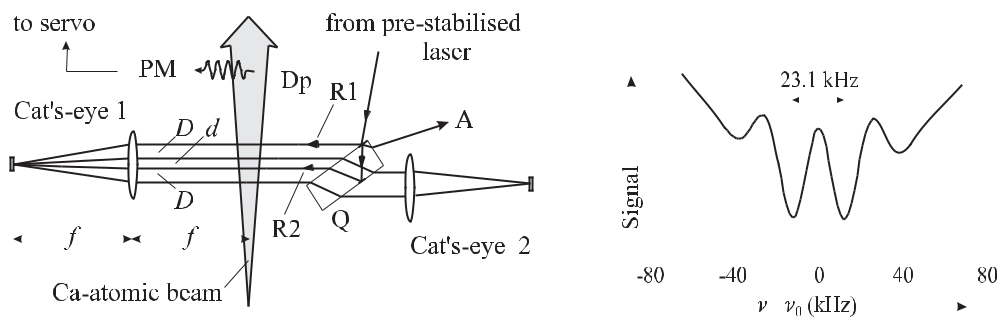 to servo
PM
Dp
from pre-stabilised
laser
R1
A
Cat's-eye 1
D
d
D
f
f
R2
Q
Cat's-eye 2
Ca-atomic beam
23.1 kHz
Signal
-80 -40 0 40 80
ν ν0 (kHz)